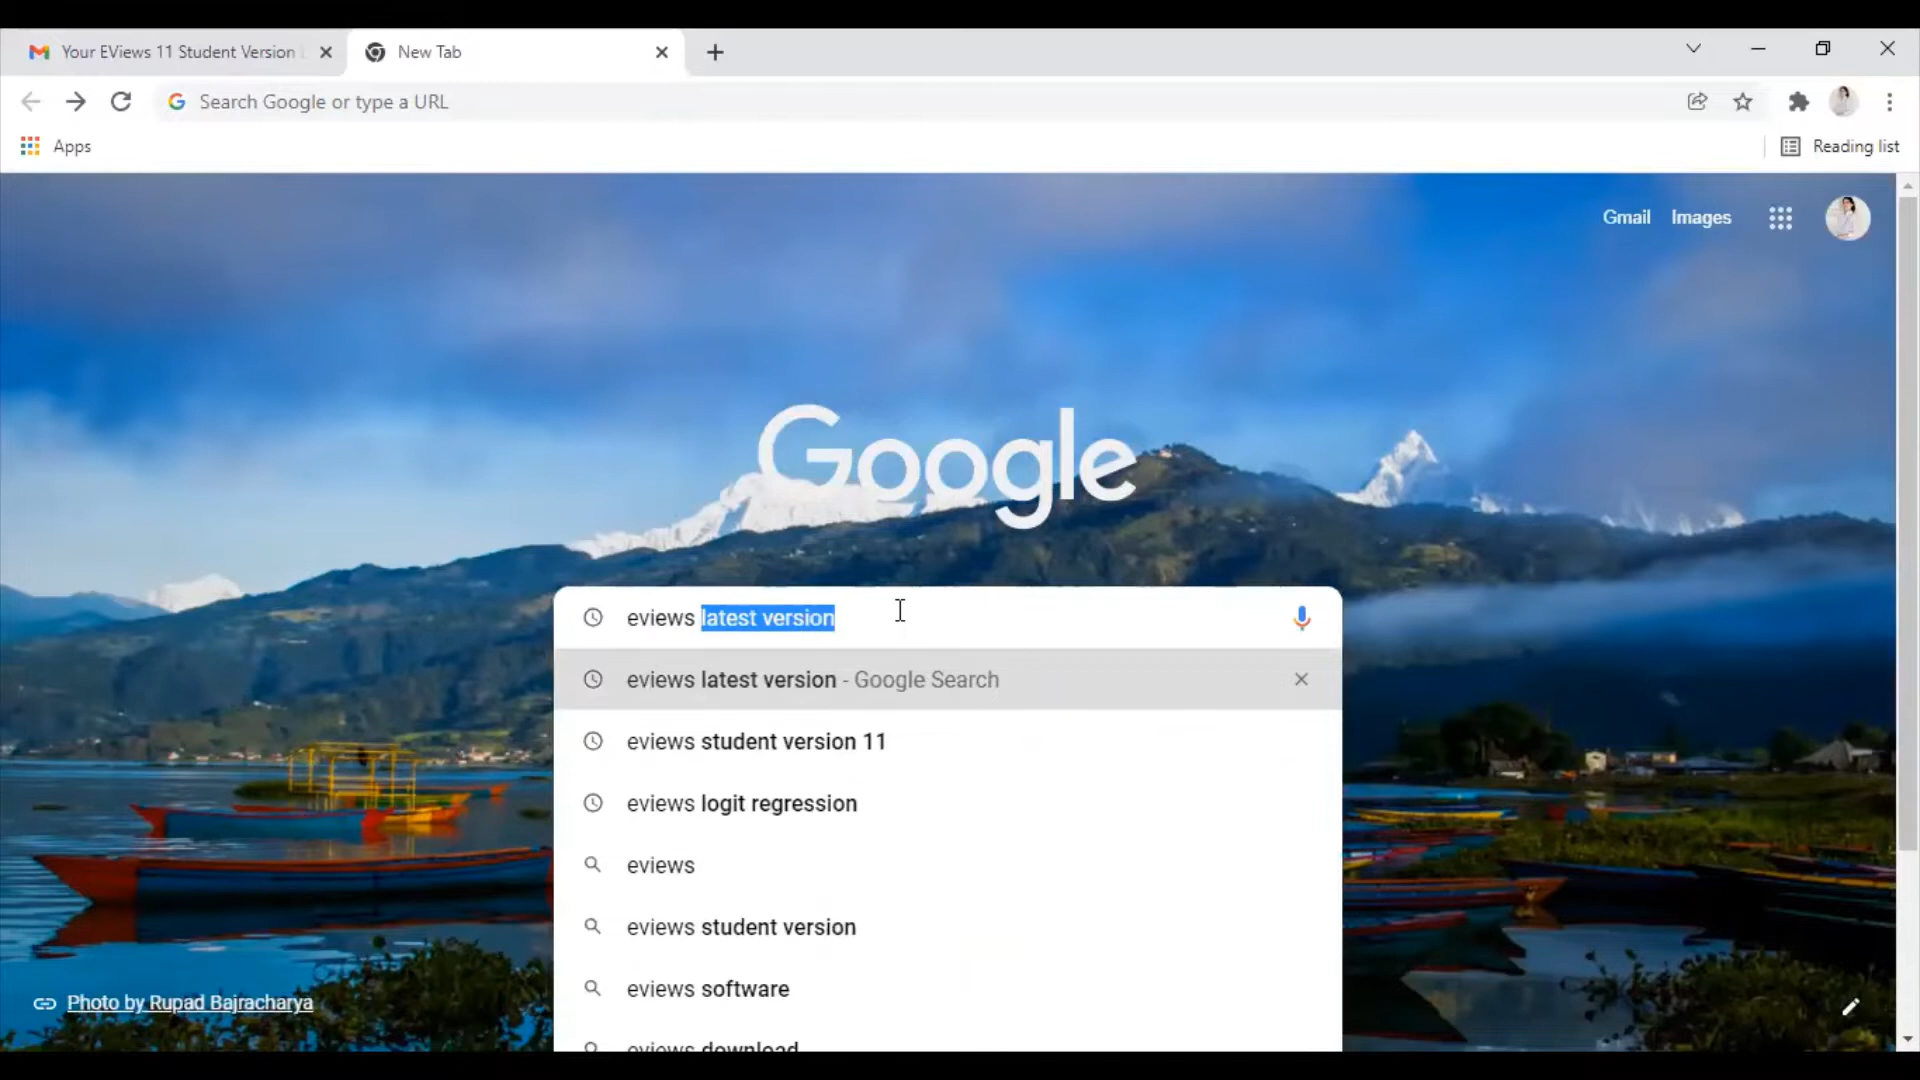 Your EViews 11 Student Version
New Tab
Search Google or type a URL
Apps
Reading list
Gmail Images
Google
eviews latest version
eviews latest version - Google Search
eviews student version 11
eviews logit regression
eviews
eviews student version
eviews software
eviews download
Photo by Rupad Bajracharya